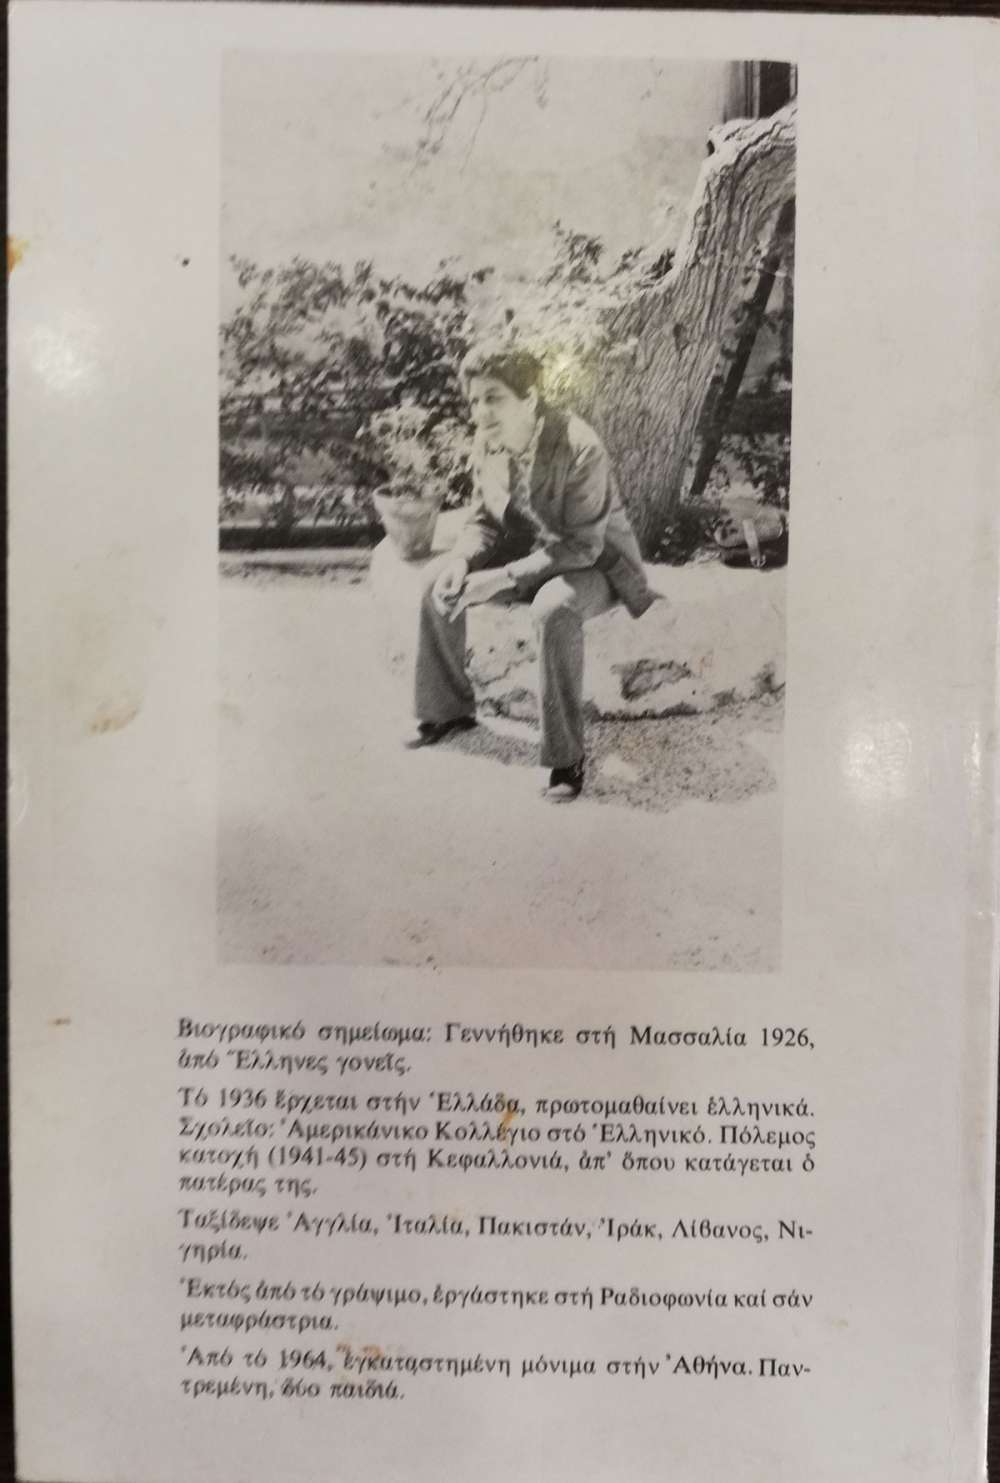 Βιογραφικό σημείωμα: Γεννήθηκε στή Μασσαλία 1926,
ἀπό Ἕλληνες γονεῖς.
Τό 1936 ἔρχεται στήν Ἑλλάδα, πρωτομαθαίνει ἑλληνικά.
Σχολεῖο: Ἀμερικάνικο Κολλέγιο στό Ἑλληνικό. Πόλεμος
κατοχή (1941-45) στή Κεφαλλονιά, ἀπ' ὅπου κατάγεται ὁ
πατέρας της.
Ταξίδεψε Ἀγγλία, Ἰταλία, Πακιστάν, Ἰράκ, Λίβανος, Νι-
γηρία.
Ἐκτός ἀπό τό γράψιμο, ἐργάστηκε στή Ραδιοφωνία καί σάν
μεταφράστρια.
Ἀπό τό 1964, ἐγκαταστημένη μόνιμα στήν Ἀθήνα. Παν-
τρεμένη, δύο παιδιά.